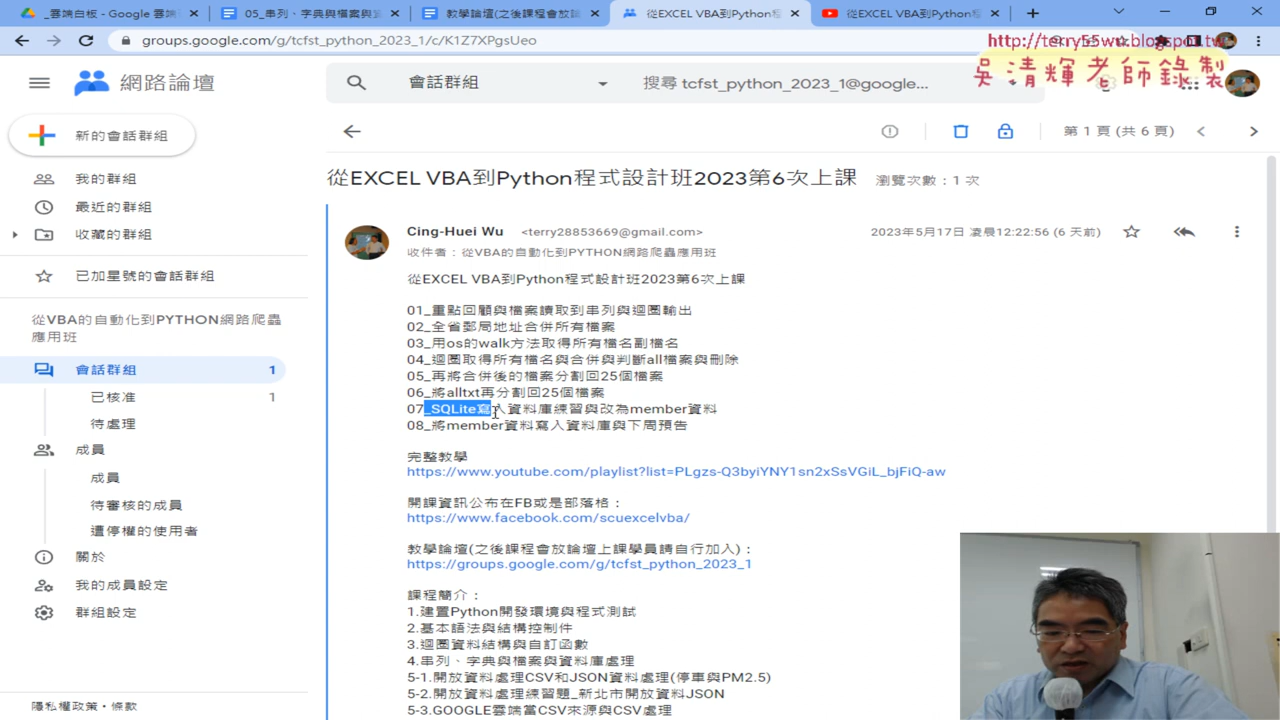 _雲端白板 - Google 雲端
05_串列、字典與檔案與
教學論壇(之後課程會放論
從EXCEL VBA到Python程
從EXCEL VBA到Python程
groups.google.com/g/tcfst_python_2023_1/c/K1Z7XPgsUeo
http://terry55wu.blogspot.tw
吳清輝老師錄製
網路論壇
會話群組
搜尋 tcfst_python_2023_1@google...
新的會話群組
第 1 頁 (共 6 頁)
我的群組
最近的群組
收藏的群組
已加星號的會話群組
從VBA的自動化到PYTHON網路爬蟲
應用班
會話群組 1
已核准 1
待處理
成員
成員
待審核的成員
遭停權的使用者
關於
我的成員設定
群組設定
隱私權政策 • 條款
從EXCEL VBA到Python程式設計班2023第6次上課 瀏覽次數：1 次
Cing-Huei Wu <terry28853669@gmail.com>
2023年5月17日 凌晨12:22:56 (6 天前)
收件者：從VBA的自動化到PYTHON網路爬蟲應用班
從EXCEL VBA到Python程式設計班2023第6次上課
01_重點回顧與檔案讀取到串列與迴圈輸出
02_全省郵局地址合併所有檔案
03_用os的walk方法取得所有檔名副檔名
04_迴圈取得所有檔名與合併與判斷all檔案與刪除
05_再將合併後的檔案分割回25個檔案
06_將alltxt再分割回25個檔案
07_SQLite寫入資料庫練習與改為member資料
08_將member資料寫入資料庫與下周預告
完整教學
https://www.youtube.com/playlist?list=PLgzs-Q3byiYNY1sn2xSsVGiL_bjFiQ-aw
開課資訊公布在FB或是部落格：
https://www.facebook.com/scuexcelvba/
教學論壇(之後課程會放論壇上課學員請自行加入)：
https://groups.google.com/g/tcfst_python_2023_1
課程簡介：
1.建置Python開發環境與程式測試
2.基本語法與結構控制件
3.迴圈資料結構與自訂函數
4.串列、字典與檔案與資料庫處理
5-1.開放資料處理CSV和JSON資料處理(停車與PM2.5)
5-2.開放資料處理練習題_新北市開放資料JSON
5-3.GOOGLE雲端當CSV來源與CSV處理